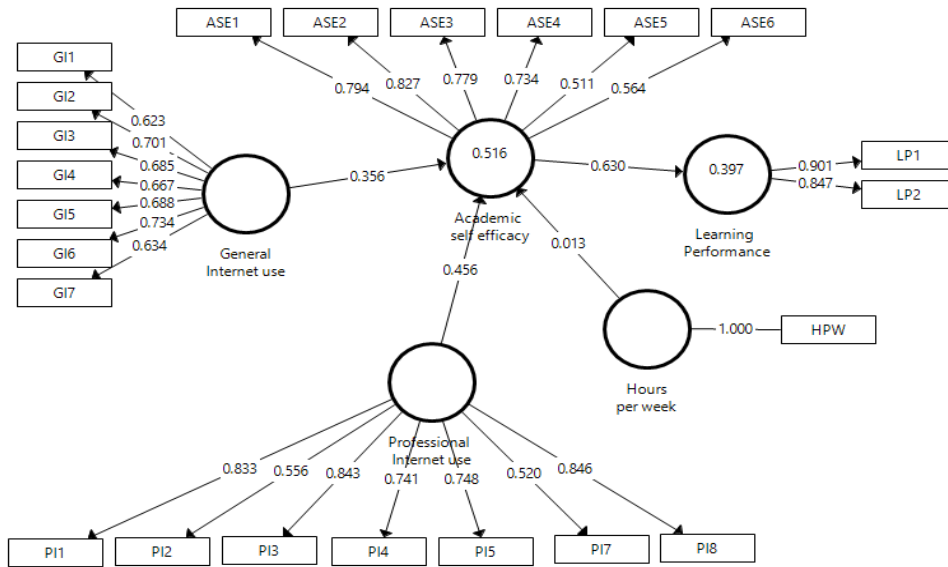 ASE1
ASE2
ASE3
ASE4
ASE5
ASE6
GI1
GI2
GI3
GI4
GI5
GI6
GI7
0.623
0.701
0.685
0.667
0.688
0.734
0.634
0.794
0.827
0.779
0.734
0.511
0.564
General
Internet use
0.356
0.516
Academic
self efficacy
0.630
0.397
Learning
Performance
0.901
0.847
LP1
LP2
0.456
0.013
Hours
per week
1.000
HPW
Professional
Internet use
0.833
0.556
0.843
0.741
0.748
0.520
0.846
PI1
PI2
PI3
PI4
PI5
PI7
PI8